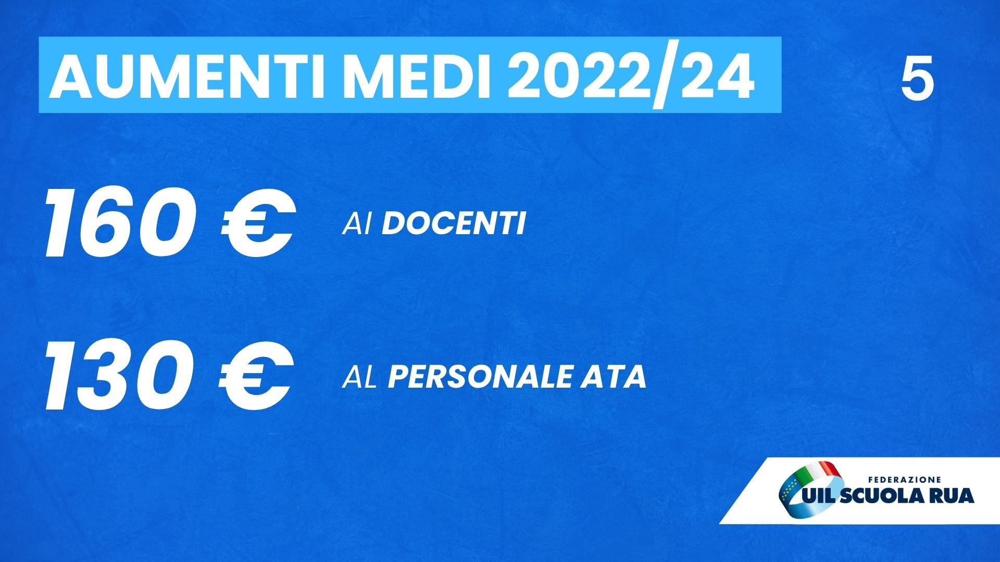 AUMENTI MEDI 2022/24
5
160 € AI DOCENTI
130 € AL PERSONALE ATA
FEDERAZIONE
UIL SCUOLA RUA